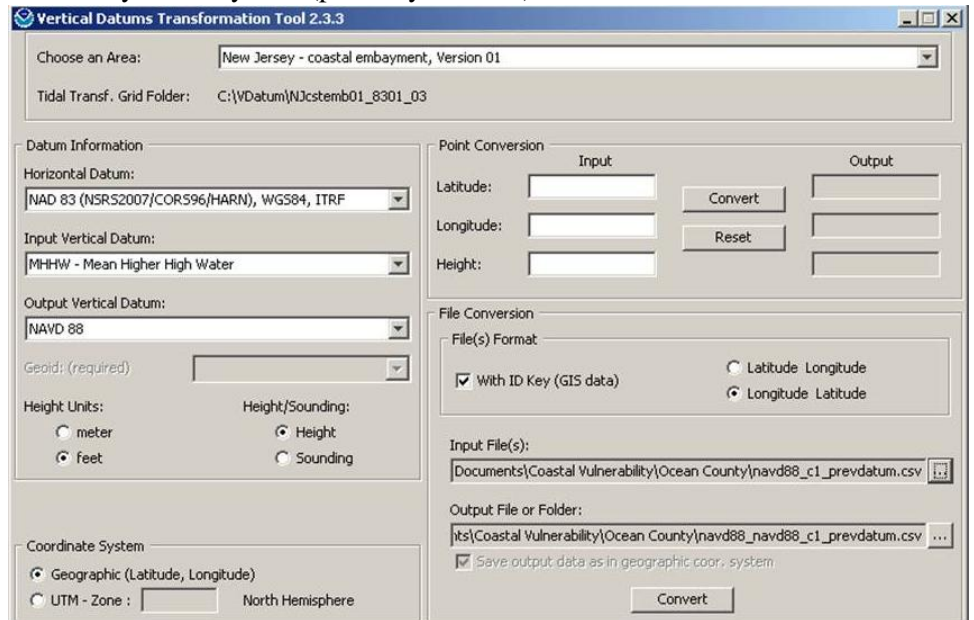 Vertical Datums Transformation Tool 2.3.3
Choose an Area: New Jersey - coastal embayment, Version 01
Tidal Transf. Grid Folder: C:\VDatum\NJcstemb01_8301_03
Datum Information
Horizontal Datum:
NAD 83 (NSRS2007/CORS96/HARN), WGS84, ITRF
Input Vertical Datum:
MHHW - Mean Higher High Water
Output Vertical Datum:
NAVD 88
Geoid: (required)
Height Units: Height/Sounding:
meter Height
feet Sounding
Coordinate System
Geographic (Latitude, Longitude)
UTM - Zone : North Hemisphere
Point Conversion
Input Output
Latitude: Convert
Longitude: Reset
Height:
File Conversion
File(s) Format
With ID Key (GIS data)
Latitude Longitude
Longitude Latitude
Input File(s):
Documents\Coastal Vulnerability\Ocean County\navd88_c1_prevdatum.csv ...
Output File or Folder:
nts\Coastal Vulnerability\Ocean County\navd88_navd88_c1_prevdatum.csv ...
Save output data as in geographic coor. system
Convert